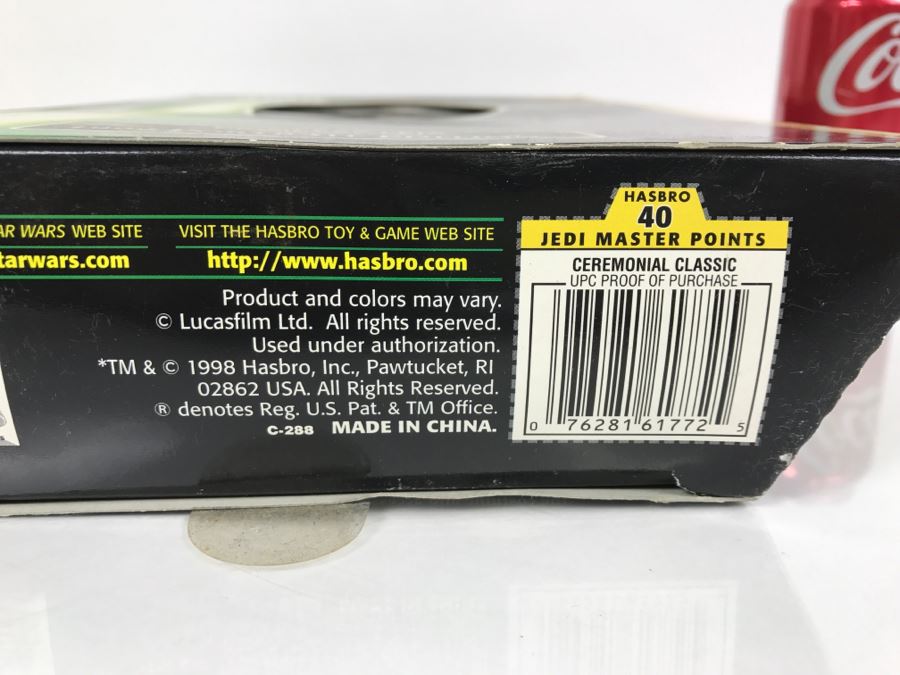 AR WARS WEB SITE
tarwars.com
VISIT THE HASBRO TOY & GAME WEB SITE
http://www.hasbro.com
Product and colors may vary.
© Lucasfilm Ltd. All rights reserved.
Used under authorization.
*TM & © 1998 Hasbro, Inc., Pawtucket, RI
02862 USA. All Rights Reserved.
® denotes Reg. U.S. Pat. & TM Office.
C-288 MADE IN CHINA.
HASBRO
40
JEDI MASTER POINTS
CEREMONIAL CLASSIC
UPC PROOF OF PURCHASE
0 76281 61772 5
Co